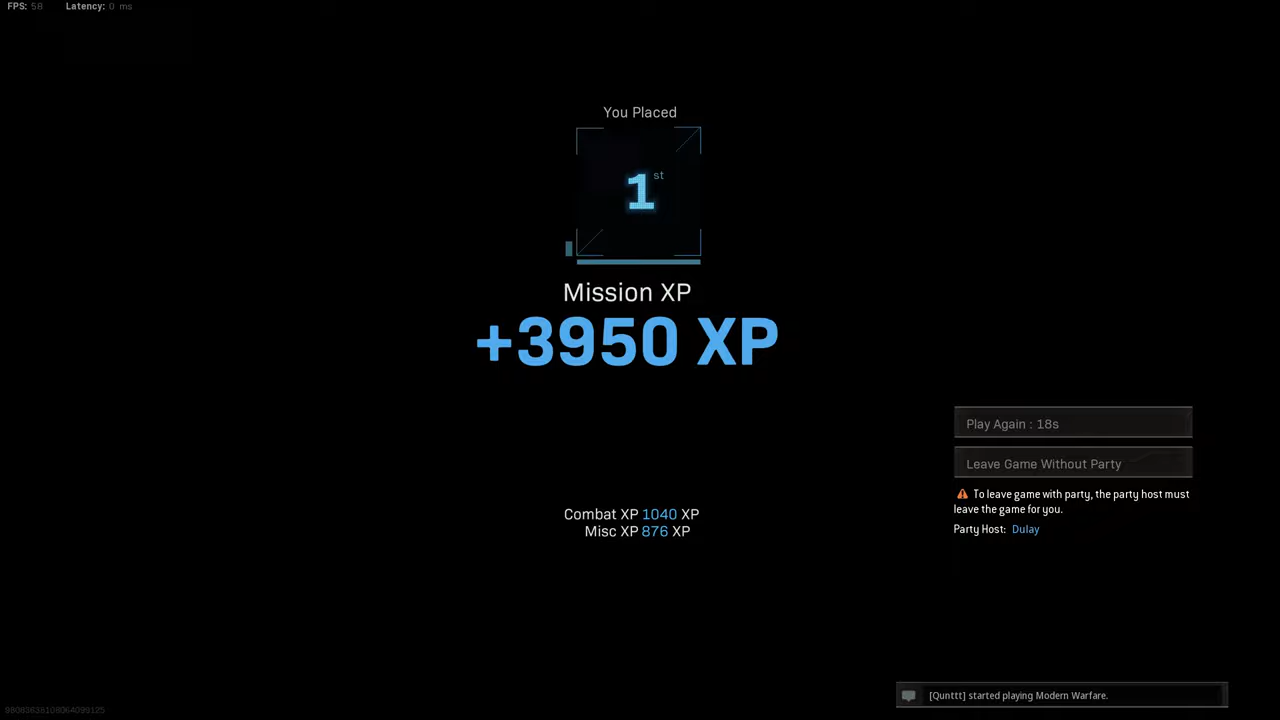 FPS: 58 Latency: 0 ms
You Placed
1st
Mission XP
+3950 XP
Play Again : 18s
Leave Game Without Party
To leave game with party, the party host must
leave the game for you.
Party Host: Dulay
Combat XP 1040 XP
Misc XP 876 XP
[Qunttt] started playing Modern Warfare.